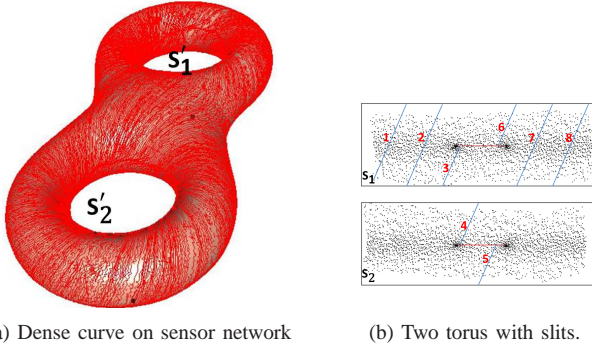 s′1
s′2
1
2
3
6
7
8
S1
4
5
S2
a) Dense curve on sensor network
(b) Two torus with slits.